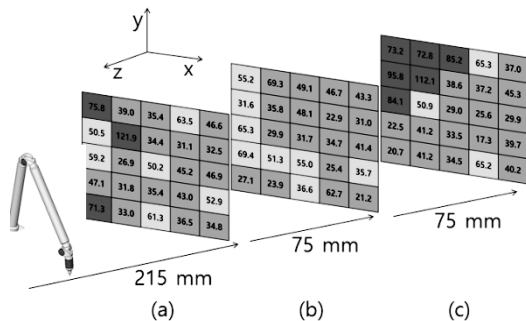 y
x
z
75.8 39.0 35.4 63.5 46.6
50.5 121.9 34.4 31.1 32.5
59.2 26.9 50.2 45.2 46.9
47.1 31.8 35.4 43.0 52.9
71.3 33.0 61.3 36.5 34.8
215 mm
(a)
55.2 69.3 49.1 46.7 43.3
31.6 35.8 48.1 22.9 31.0
65.3 29.9 31.7 34.7 41.4
69.4 51.3 55.0 25.4 35.7
27.1 23.9 36.6 62.7 21.2
75 mm
(b)
73.2 72.8 85.2 65.3 37.0
95.8 112.1 38.6 37.2 45.3
84.1 50.9 29.0 25.6 29.9
22.5 41.2 33.5 17.3 39.7
20.7 41.2 34.5 65.2 40.2
75 mm
(c)